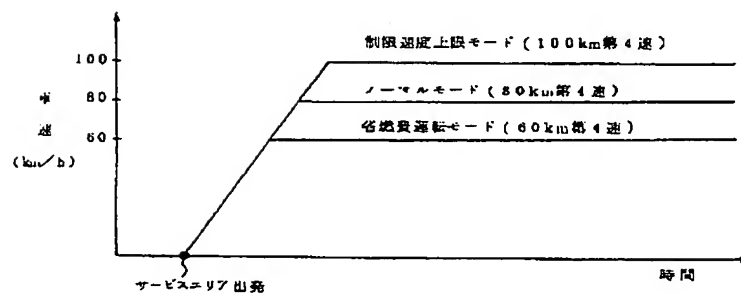 制限速度上限モード(100km第4速)
100
ノーマルモード(80km第4速)
車
80
速
省燃費運転モード(60km第4速)
60
(km/h)
時間
サービスエリア出発